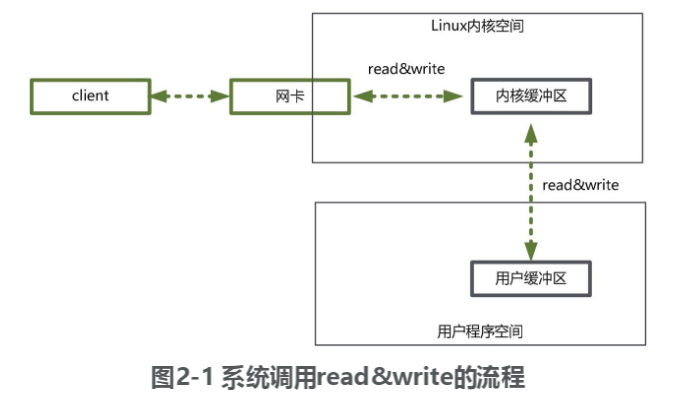 Linux内核空间
read&write
client
网卡
内核缓冲区
read&write
用户缓冲区
用户程序空间
图2-1 系统调用read&write的流程